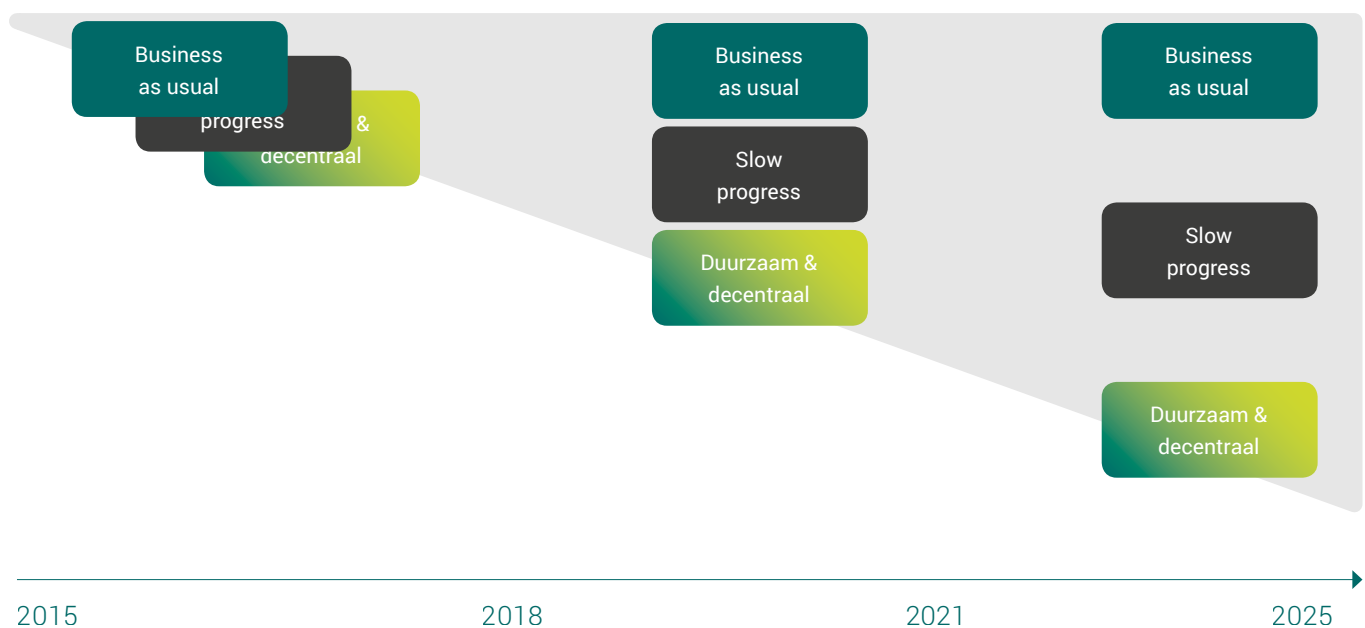 Business
as usual
progress
&
decentraal
Business
as usual
Slow
progress
Duurzaam &
decentraal
Business
as usual
Slow
progress
Duurzaam &
decentraal
2015
2018
2021
2025